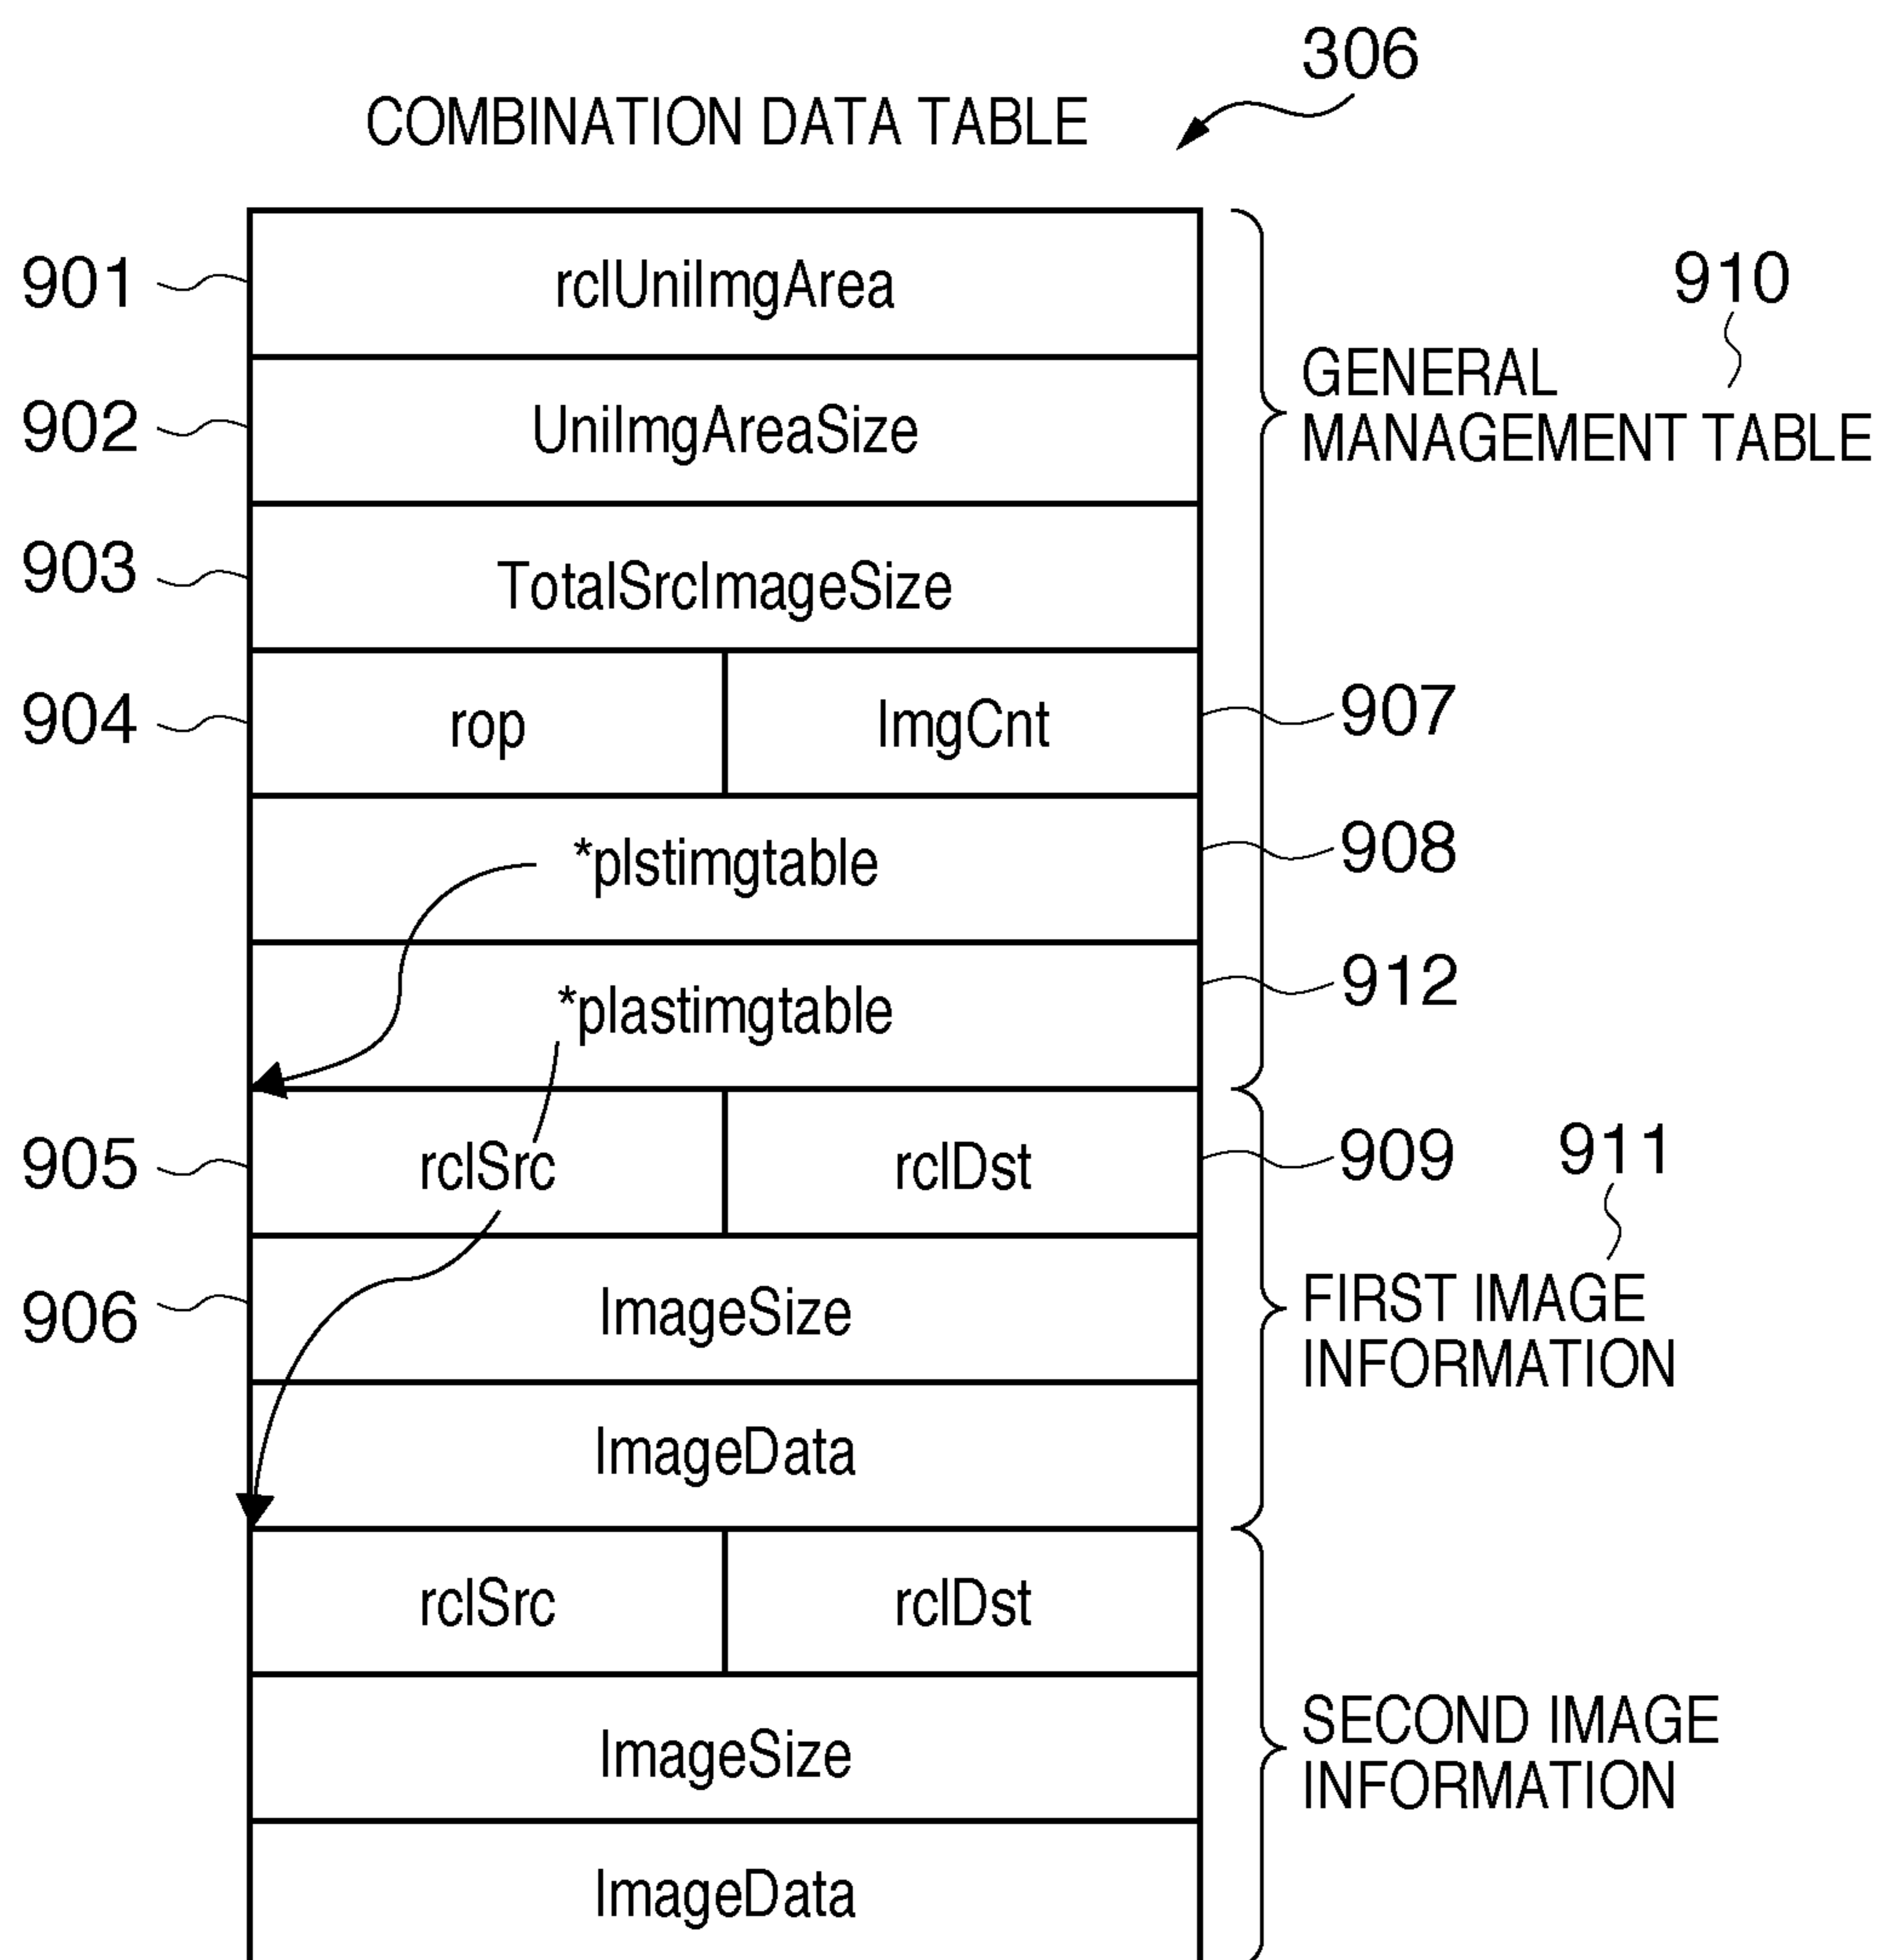 306
COMBINATION DATA TABLE
901
rclUniImgArea
910
GENERAL
MANAGEMENT TABLE
902
UniImgAreaSize
903
TotalSrcImageSize
904
rop
ImgCnt
907
*plstimgtable
908
*plastimgtable
912
905
rclSrc
rclDst
909
911
906
ImageSize
FIRST IMAGE
INFORMATION
ImageData
rclSrc
rclDst
ImageSize
SECOND IMAGE
INFORMATION
ImageData